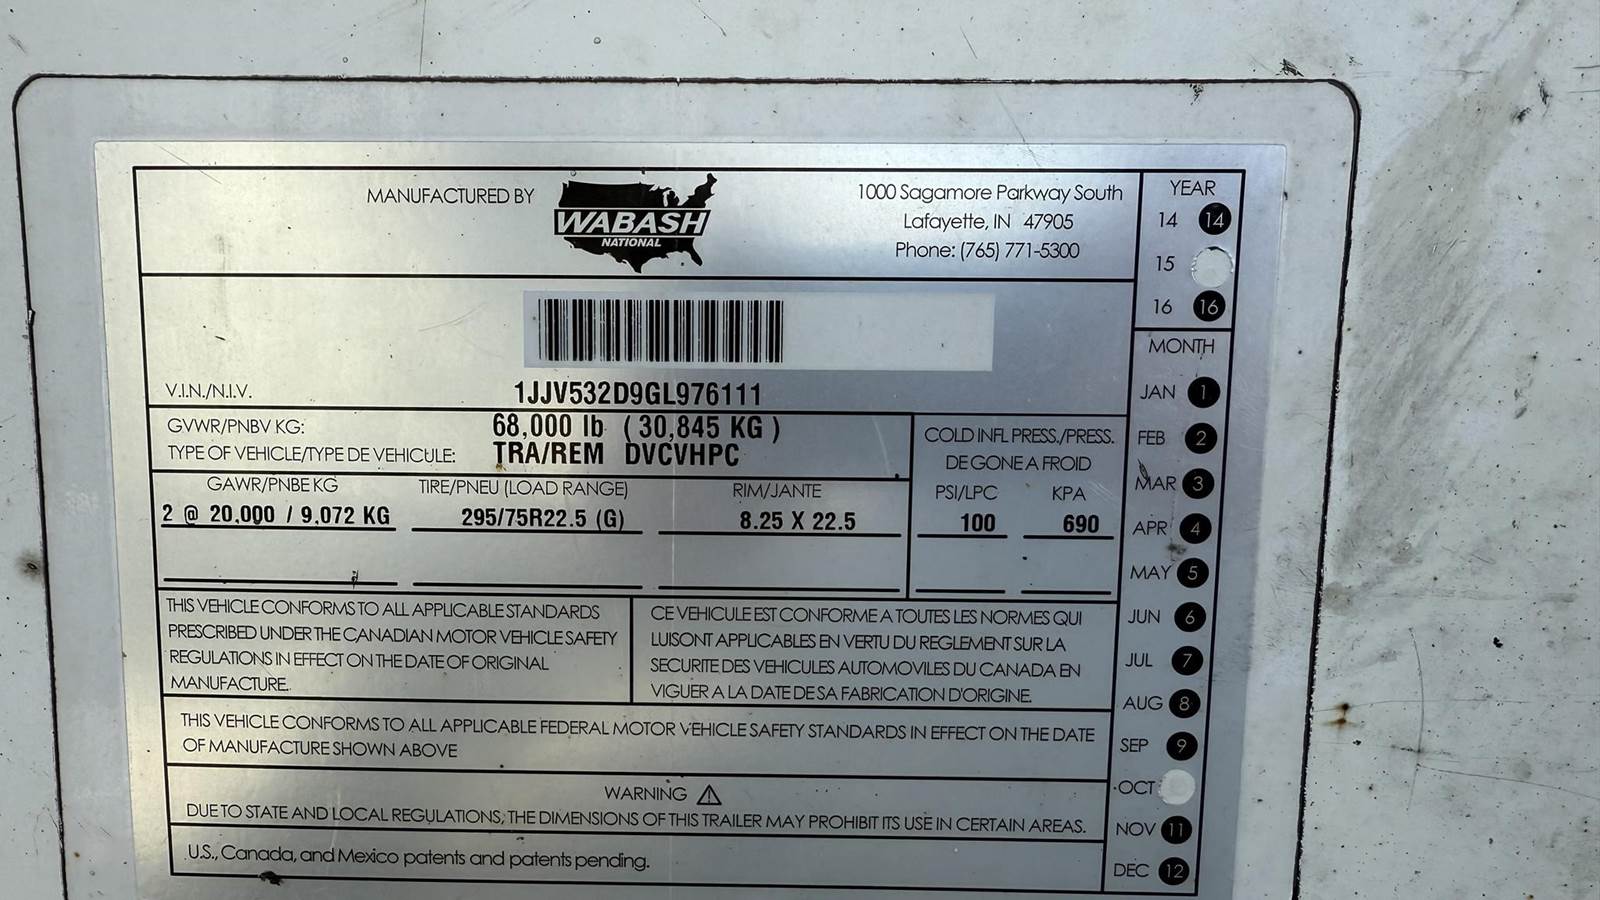 MANUFACTURED BY
WABASH
NATIONAL
1000 Sagamore Parkway South
Lafayette, IN 47905
Phone: (765) 771-5300
V.I.N./N.I.V. 1JJV532D9GL976111
GVWR/PNBV KG: 68,000 lb ( 30,845 KG )
TYPE OF VEHICLE/TYPE DE VEHICULE: TRA/REM DVCVHPC
COLD INFL PRESS./PRESS.
DE GONE A FROID
GAWR/PNBE KG TIRE/PNEU (LOAD RANGE) RIM/JANTE PSI/LPC KPA
2 @ 20,000 / 9,072 KG 295/75R22.5 (G) 8.25 X 22.5 100 690
THIS VEHICLE CONFORMS TO ALL APPLICABLE STANDARDS
PRESCRIBED UNDER THE CANADIAN MOTOR VEHICLE SAFETY
REGULATIONS IN EFFECT ON THE DATE OF ORIGINAL
MANUFACTURE.
CE VEHICULE EST CONFORME A TOUTES LES NORMES QUI
LUISONT APPLICABLES EN VERTU DU REGLEMENT SUR LA
SECURITE DES VEHICULES AUTOMOVILES DU CANADA EN
VIGUER A LA DATE DE SA FABRICATION D'ORIGINE.
THIS VEHICLE CONFORMS TO ALL APPLICABLE FEDERAL MOTOR VEHICLE SAFETY STANDARDS IN EFFECT ON THE DATE
OF MANUFACTURE SHOWN ABOVE
WARNING
DUE TO STATE AND LOCAL REGULATIONS, THE DIMENSIONS OF THIS TRAILER MAY PROHIBIT ITS USE IN CERTAIN AREAS.
U.S., Canada, and Mexico patents and patents pending.
YEAR
14 14
15
16 16
MONTH
JAN 1
FEB 2
MAR 3
APR 4
MAY 5
JUN 6
JUL 7
AUG 8
SEP 9
OCT
NOV 11
DEC 12